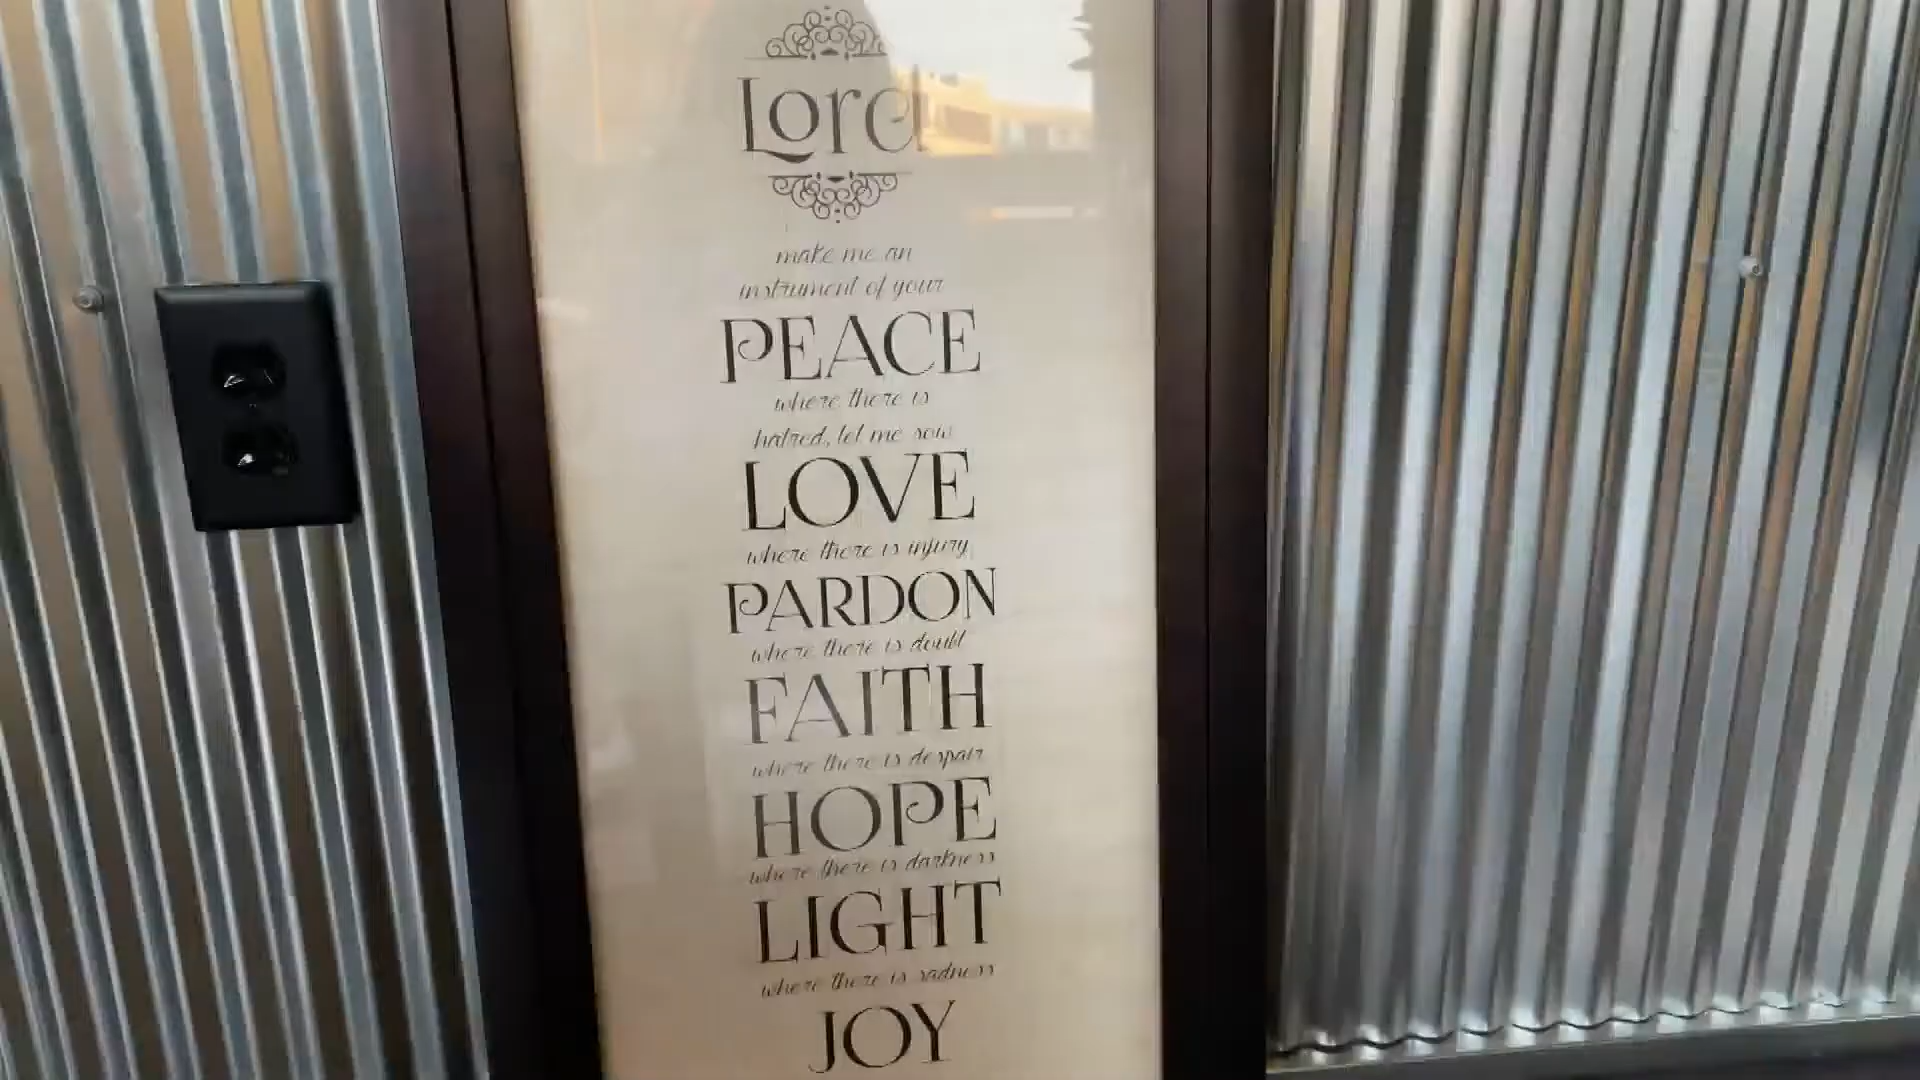 Lord
make me an
instrument of your
PEACE
where there is
hatred, let me sow
LOVE
where there is injury
PARDON
where there is doubt
FAITH
where there is despair
HOPE
where there is darkness
LIGHT
where there is sadness
JOY